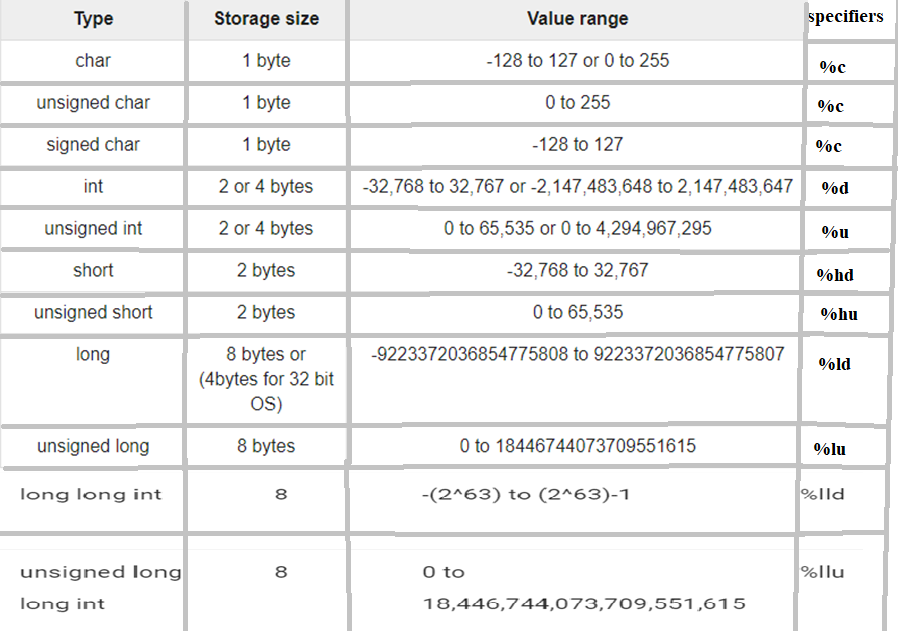 Type Storage size Value range specifiers
char 1 byte -128 to 127 or 0 to 255 %c
unsigned char 1 byte 0 to 255 %c
signed char 1 byte -128 to 127 %c
int 2 or 4 bytes -32,768 to 32,767 or -2,147,483,648 to 2,147,483,647 %d
unsigned int 2 or 4 bytes 0 to 65,535 or 0 to 4,294,967,295 %u
short 2 bytes -32,768 to 32,767 %hd
unsigned short 2 bytes 0 to 65,535 %hu
long 8 bytes or -9223372036854775808 to 9223372036854775807 %ld
(4bytes for 32 bit
OS)
unsigned long 8 bytes 0 to 18446744073709551615 %lu
long long int 8 -(2^63) to (2^63)-1 %lld
unsigned long 8 0 to %llu
long int 18,446,744,073,709,551,615